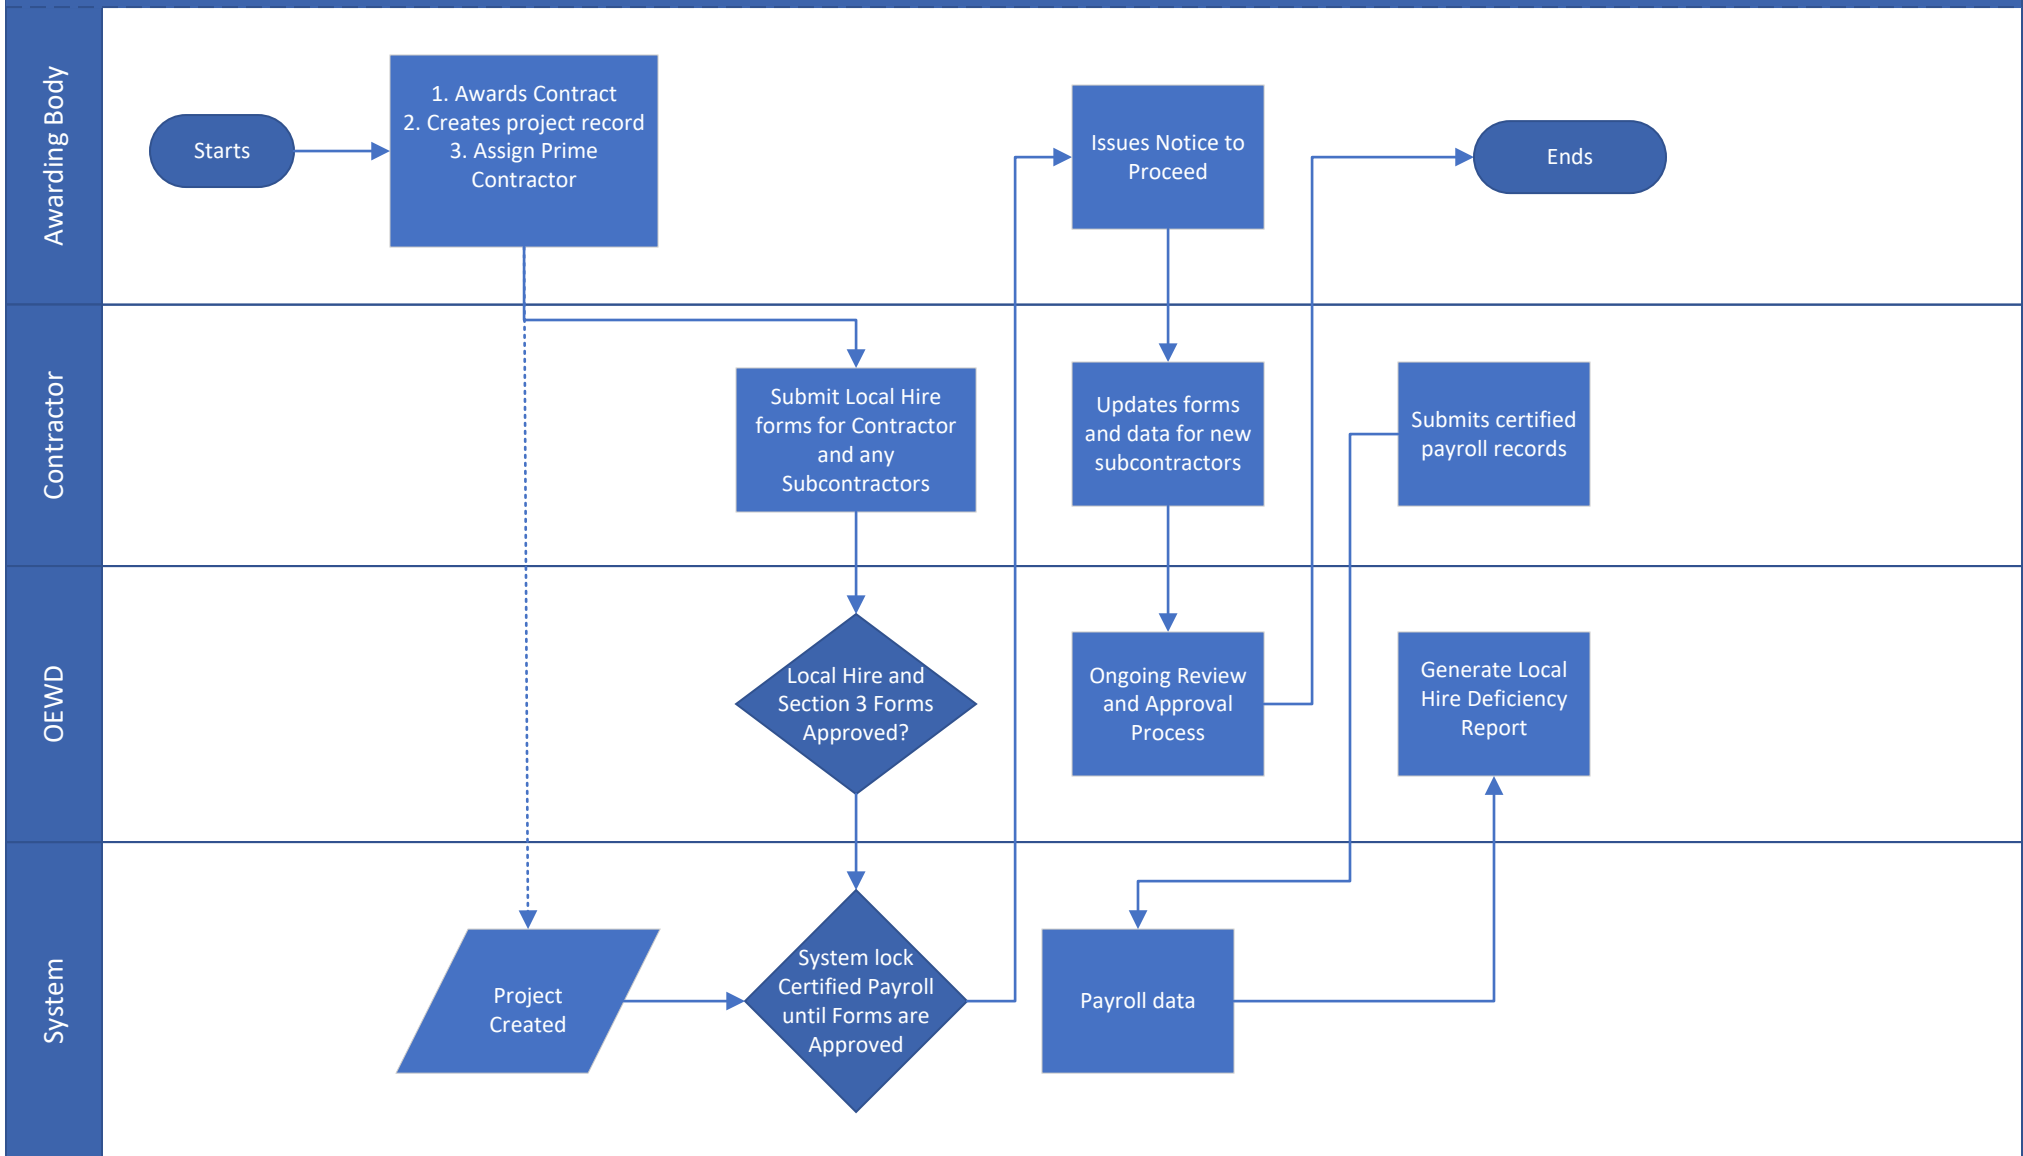 Awarding Body
Starts
1. Awards Contract
2. Creates project record
3. Assign Prime
Contractor
Issues Notice to
Proceed
Ends
Contractor
Submit Local Hire
forms for Contractor
and any
Subcontractors
Updates forms
and data for new
subcontractors
Submits certified
payroll records
OEWD
Local Hire and
Section 3 Forms
Approved?
Ongoing Review
and Approval
Process
Generate Local
Hire Deficiency
Report
System
Project
Created
System lock
Certified Payroll
until Forms are
Approved
Payroll data